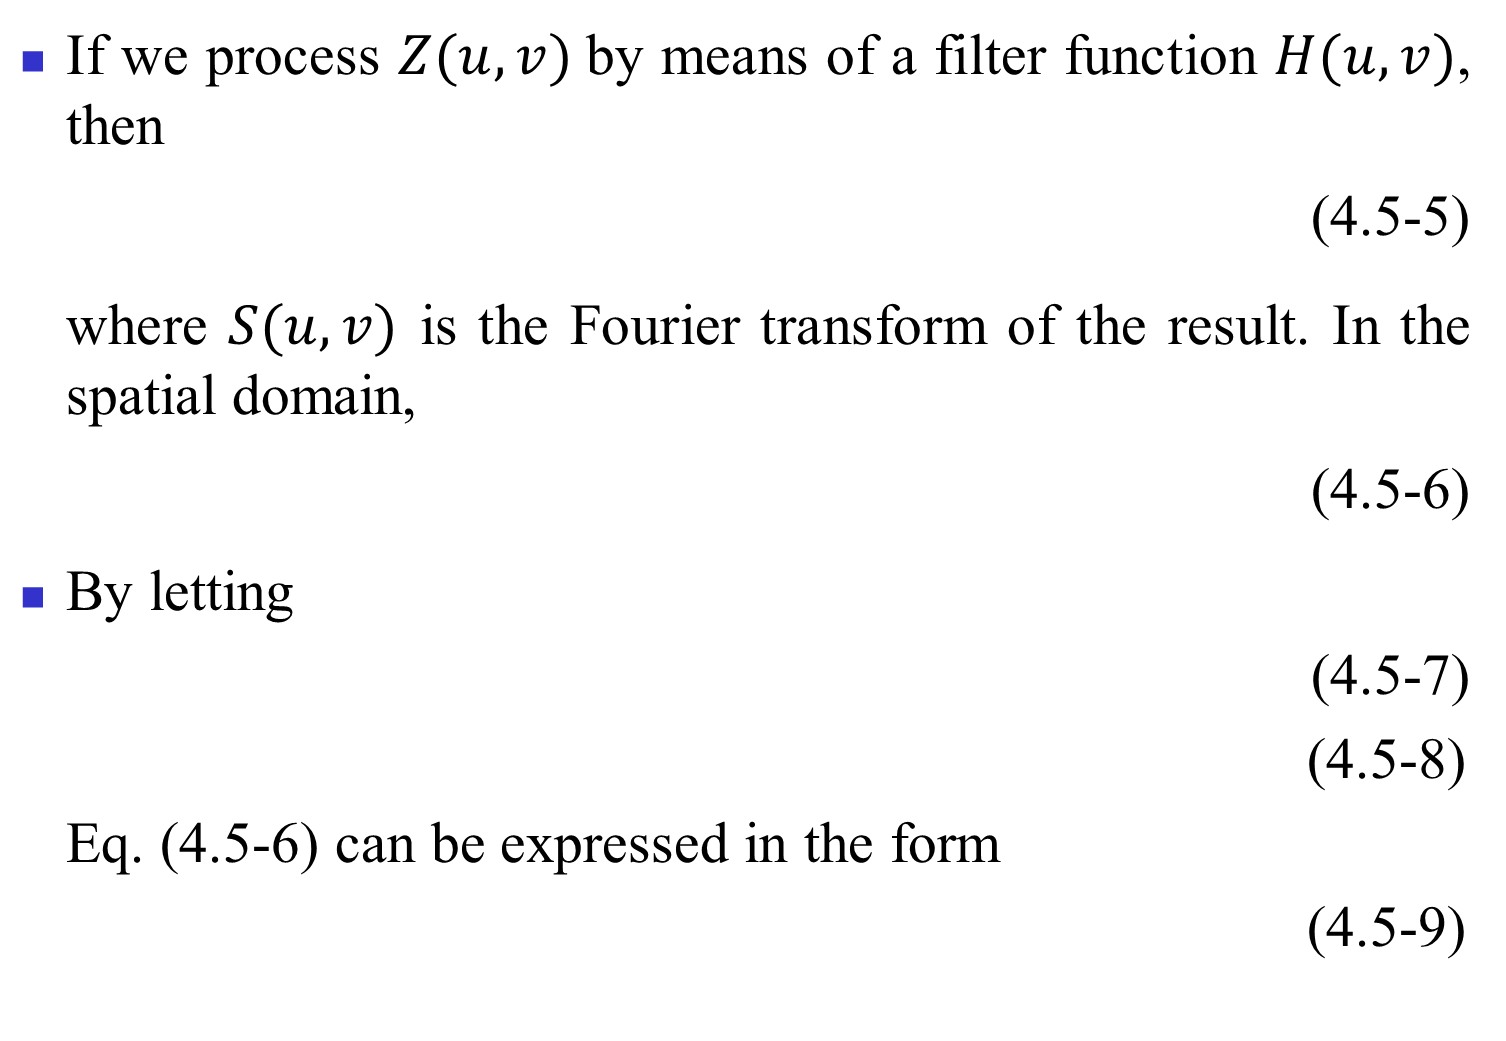 ▪ If we process 𝑍(𝑢, 𝑣) by means of a filter function 𝐻(𝑢, 𝑣),
then
(4.5-5)
where 𝑆(𝑢, 𝑣) is the Fourier transform of the result. In the
spatial domain,
(4.5-6)
▪ By letting
(4.5-7)
(4.5-8)
Eq. (4.5-6) can be expressed in the form
(4.5-9)